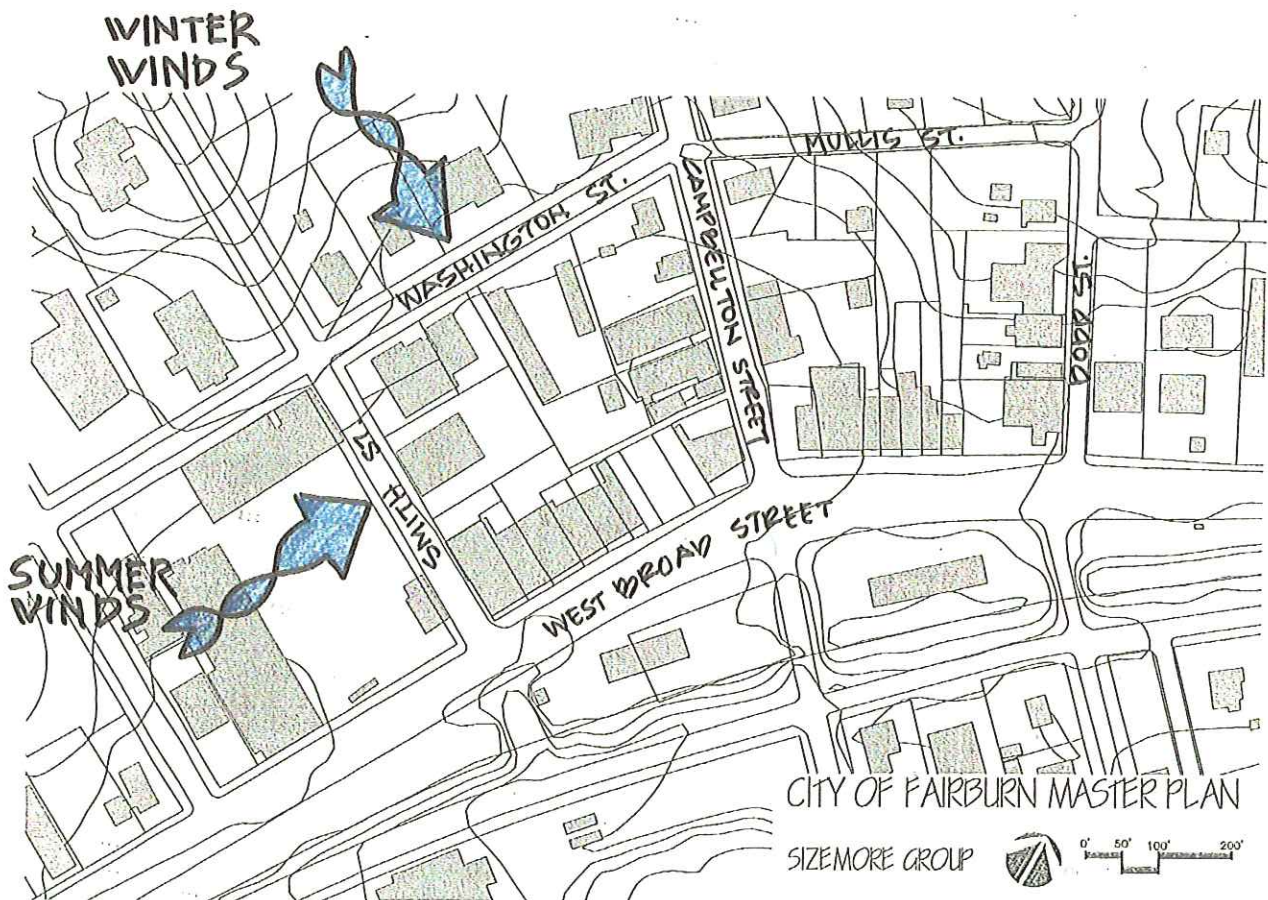 WINTER
WINDS
MULLIS ST.
WASHINGTON ST.
CAMPBELLTON STREET
DODD ST.
SMITH ST.
WEST BROAD STREET
SUMMER
WINDS
CITY OF FAIRBURN MASTER PLAN
SIZEMORE GROUP
0' 50' 100' 200'